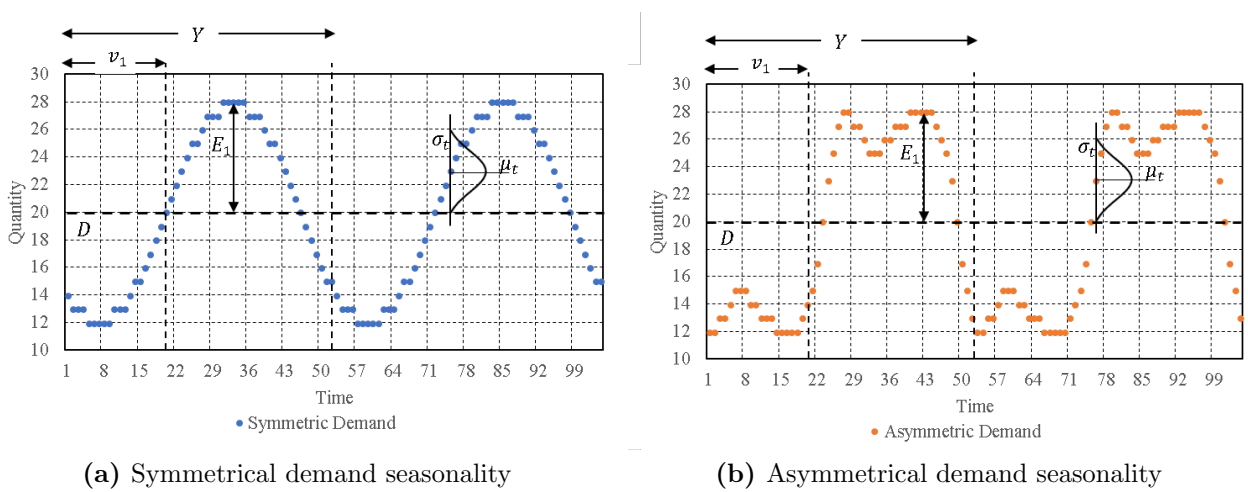 Y
v₁
30
28
26
24
22
20
18
16
14
12
10
Quantity
E₁
σₜ
μₜ
D
1 8 15 22 29 36 43 50 57 64 71 78 85 92 99
Time
Symmetric Demand
(a) Symmetrical demand seasonality
Y
v₁
30
28
26
24
22
20
18
16
14
12
10
Quantity
E₁
σₜ
μₜ
D
1 8 15 22 29 36 43 50 57 64 71 78 85 92 99
Time
Asymmetric Demand
(b) Asymmetrical demand seasonality